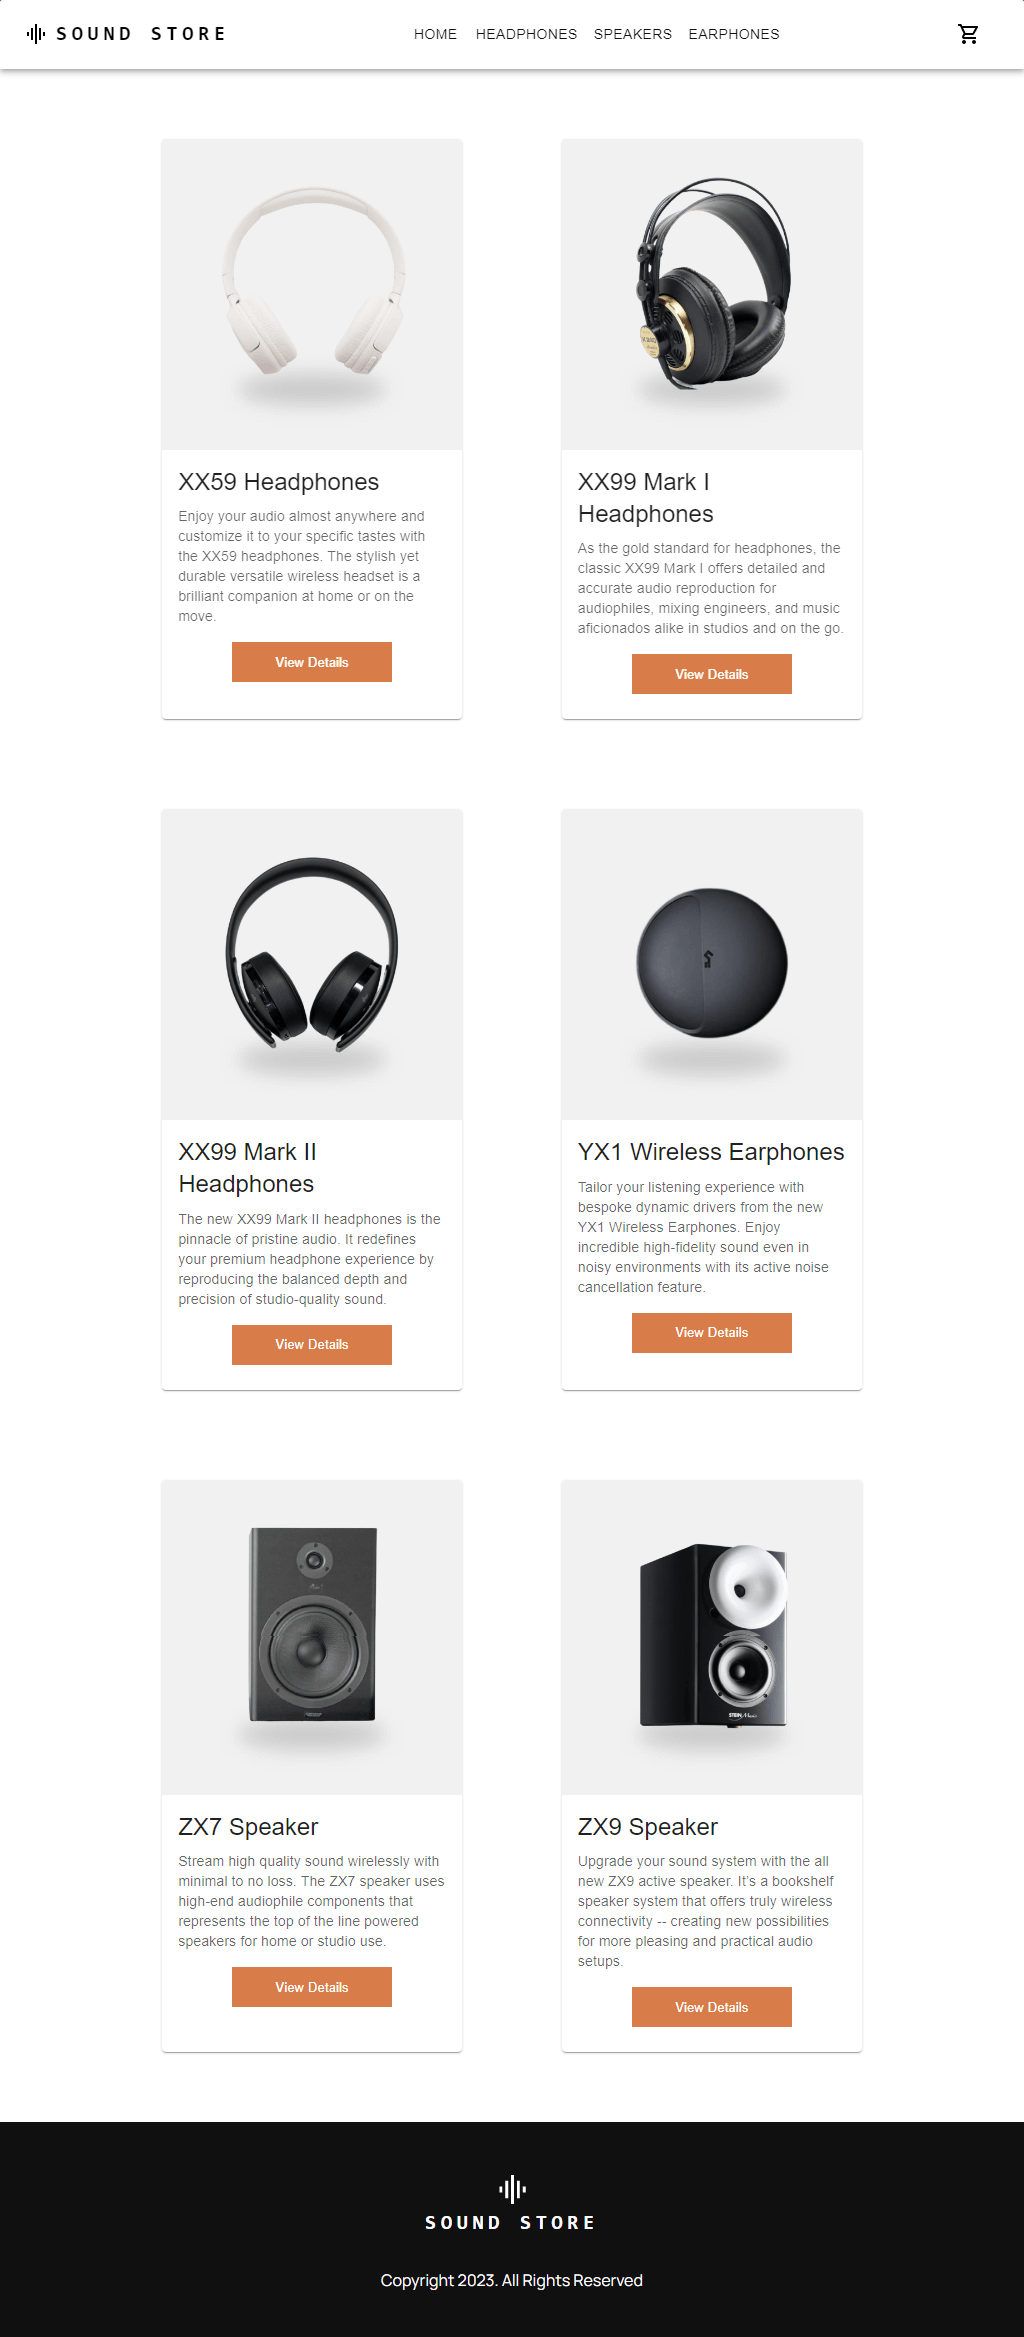 SOUND STORE
HOME HEADPHONES SPEAKERS EARPHONES
XX59 Headphones
Enjoy your audio almost anywhere and
customize it to your specific tastes with
the XX59 headphones. The stylish yet
durable versatile wireless headset is a
brilliant companion at home or on the
move.
View Details
XX99 Mark I
Headphones
As the gold standard for headphones, the
classic XX99 Mark I offers detailed and
accurate audio reproduction for
audiophiles, mixing engineers, and music
aficionados alike in studios and on the go.
View Details
XX99 Mark II
Headphones
The new XX99 Mark II headphones is the
pinnacle of pristine audio. It redefines
your premium headphone experience by
reproducing the balanced depth and
precision of studio-quality sound.
View Details
YX1 Wireless Earphones
Tailor your listening experience with
bespoke dynamic drivers from the new
YX1 Wireless Earphones. Enjoy
incredible high-fidelity sound even in
noisy environments with its active noise
cancellation feature.
View Details
ZX7 Speaker
Stream high quality sound wirelessly with
minimal to no loss. The ZX7 speaker uses
high-end audiophile components that
represents the top of the line powered
speakers for home or studio use.
View Details
STEIN Music
ZX9 Speaker
Upgrade your sound system with the all
new ZX9 active speaker. It’s a bookshelf
speaker system that offers truly wireless
connectivity -- creating new possibilities
for more pleasing and practical audio
setups.
View Details
SOUND STORE
Copyright 2023. All Rights Reserved